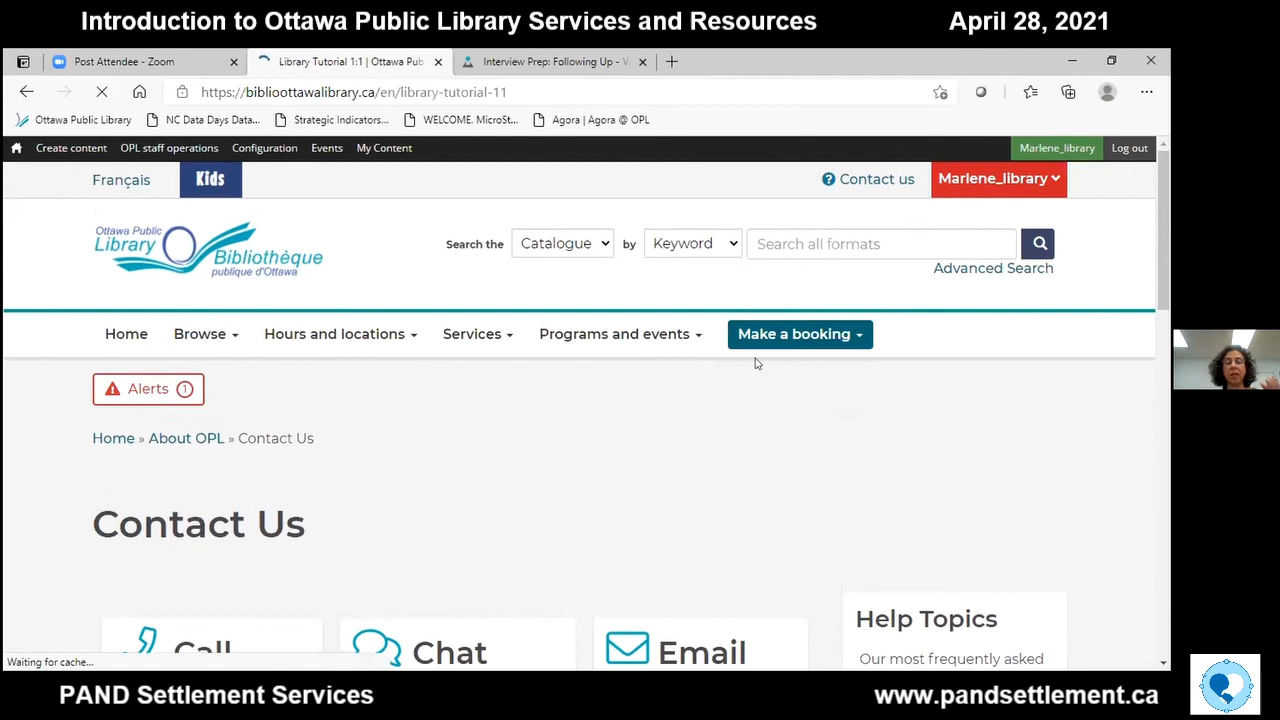 Introduction to Ottawa Public Library Services and Resources April 28, 2021
Post Attendee - Zoom Library Tutorial 1:1 | Ottawa Pub Interview Prep: Following Up - V
https://biblioottawalibrary.ca/en/library-tutorial-11
Ottawa Public Library NC Data Days Data... Strategic Indicators... WELCOME. MicroSt... Agora | Agora @ OPL
Create content OPL staff operations Configuration Events My Content Marlene_library Log out
Français Kids Contact us Marlene_library
Ottawa Public
Library Bibliothèque
publique d'Ottawa
Search the Catalogue by Keyword Search all formats
Advanced Search
Home Browse Hours and locations Services Programs and events Make a booking
Alerts 1
Home » About OPL » Contact Us
Contact Us
Call Chat Email
Help Topics
Our most frequently asked
Waiting for cache...
PAND Settlement Services www.pandsettlement.ca